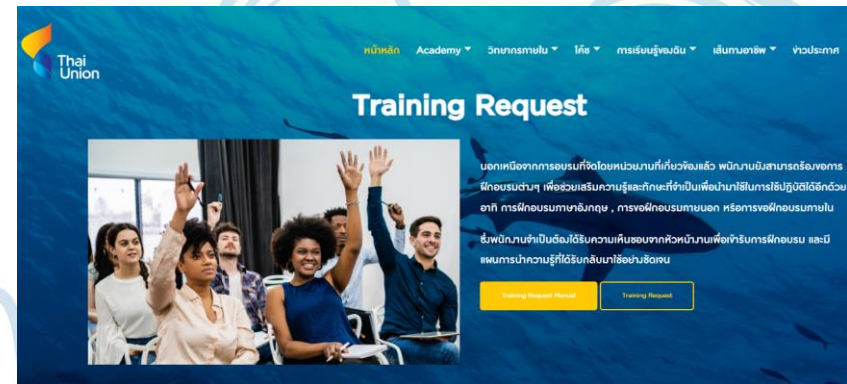 Thai
Union
หน้าหลัก Academy วิทยากรภายใน โค้ช การเรียนรู้ของฉัน เส้นทางอาชีพ ข่าวประกาศ
Training Request
นอกเหนือจากการอบรมที่จัดโดยหน่วยงานที่เกี่ยวข้องแล้ว พนักงานยังสามารถร้องขอการ
ฝึกอบรมต่างๆ เพื่อช่วยเสริมความรู้และทักษะที่จำเป็นเพื่อนำมาใช้ในการใช้ปฏิบัติได้อีกด้วย
อาทิ การฝึกอบรมภาษาอังกฤษ , การขอฝึกอบรมภายนอก หรือการขอฝึกอบรมภายใน
ซึ่งพนักงานจำเป็นต้องได้รับความเห็นชอบจากหัวหน้างานเพื่อเข้ารับการฝึกอบรม และมี
แผนการนำความรู้ที่ได้รับกลับมาใช้อย่างชัดเจน
Training Request Manual Training Request